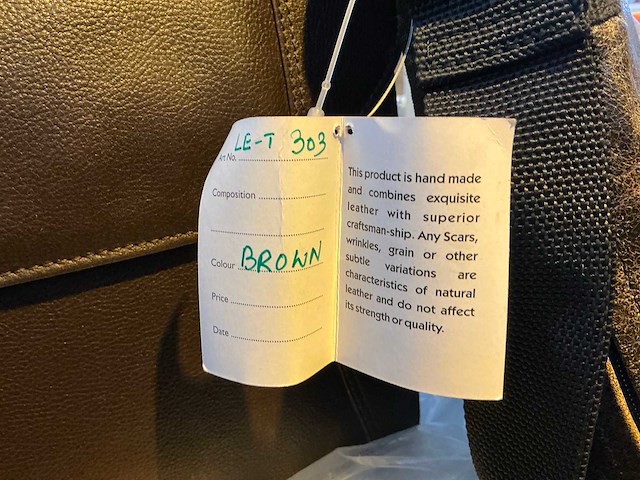 LE-T 303
Art No.
Composition
Colour BROWN
Price
Date
This product is hand made
and combines exquisite
leather with superior
craftsman-ship. Any Scars,
wrinkles, grain or other
subtle variations are
characteristics of natural
leather and do not affect
its strength or quality.